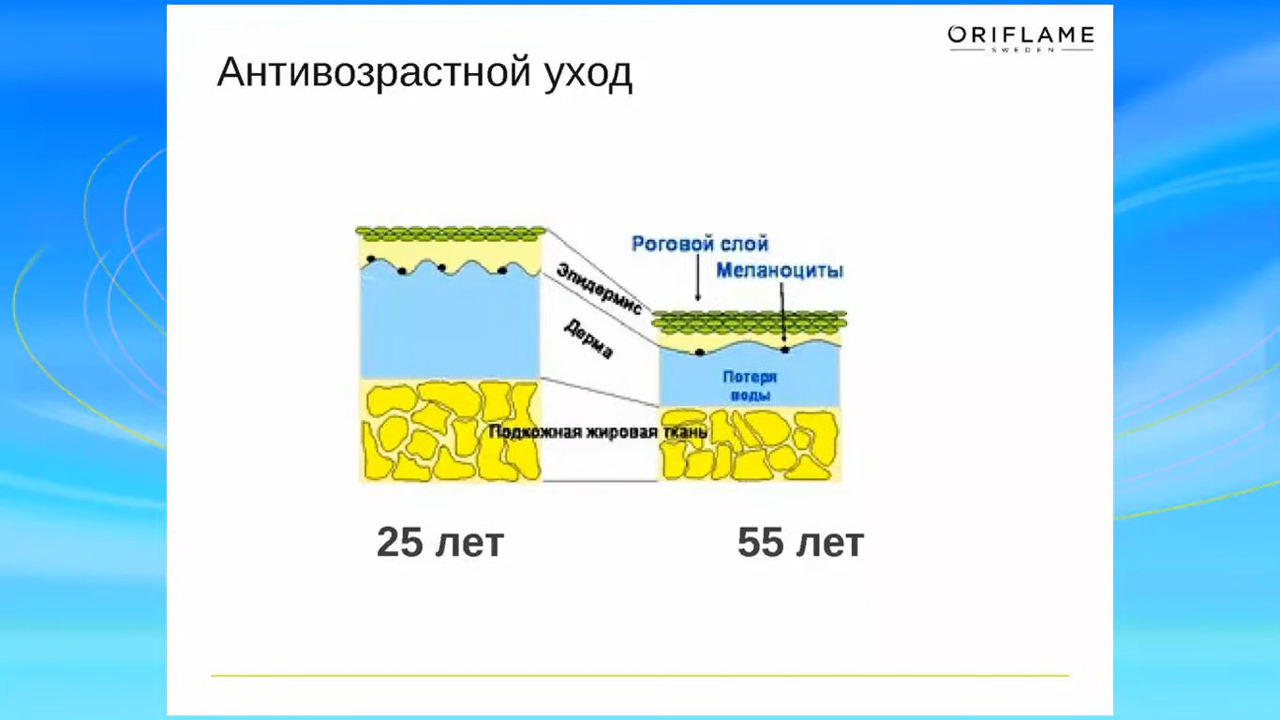 ORIFLAME
SWEDEN
Антивозрастной уход
Роговой слой
Меланоциты
Эпидермис
Дерма
Потеря
воды
Подкожная жировая ткань
25 лет
55 лет